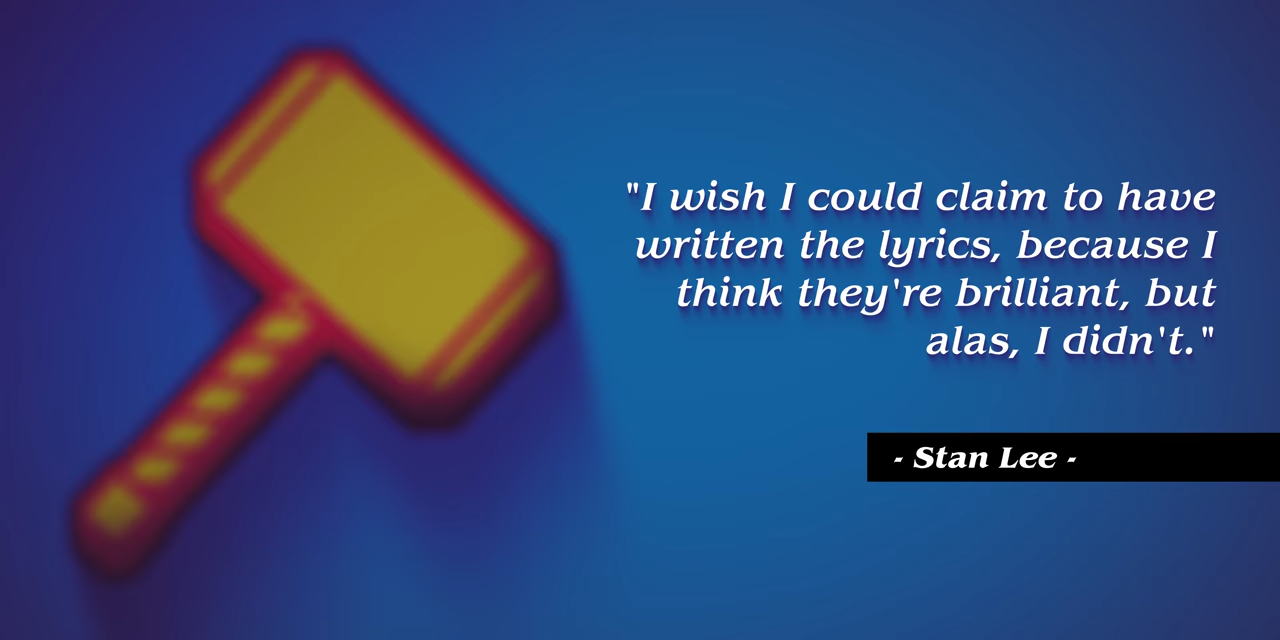 "I wish I could claim to have
written the lyrics, because I
think they're brilliant, but
alas, I didn't."
- Stan Lee -